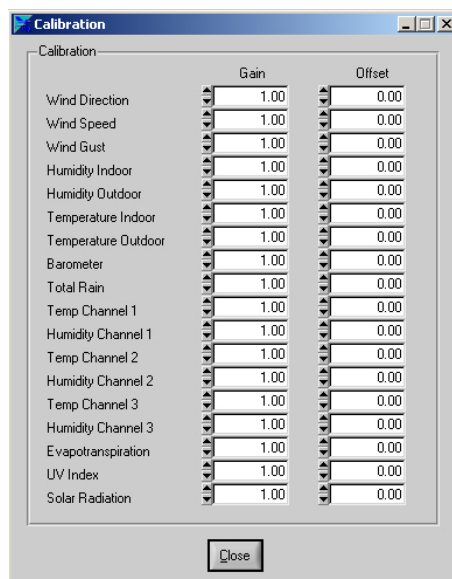 Calibration
Calibration
Gain Offset
Wind Direction 1.00 0.00
Wind Speed 1.00 0.00
Wind Gust 1.00 0.00
Humidity Indoor 1.00 0.00
Humidity Outdoor 1.00 0.00
Temperature Indoor 1.00 0.00
Temperature Outdoor 1.00 0.00
Barometer 1.00 0.00
Total Rain 1.00 0.00
Temp Channel 1 1.00 0.00
Humidity Channel 1 1.00 0.00
Temp Channel 2 1.00 0.00
Humidity Channel 2 1.00 0.00
Temp Channel 3 1.00 0.00
Humidity Channel 3 1.00 0.00
Evapotranspiration 1.00 0.00
UV Index 1.00 0.00
Solar Radiation 1.00 0.00
Close